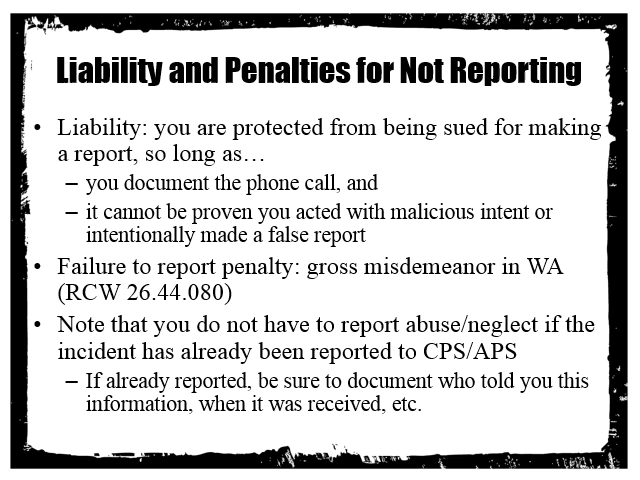 Liability and Penalties for Not Reporting
• Liability: you are protected from being sued for making
a report, so long as…
– you document the phone call, and
– it cannot be proven you acted with malicious intent or
intentionally made a false report
• Failure to report penalty: gross misdemeanor in WA
(RCW 26.44.080)
• Note that you do not have to report abuse/neglect if the
incident has already been reported to CPS/APS
– If already reported, be sure to document who told you this
information, when it was received, etc.